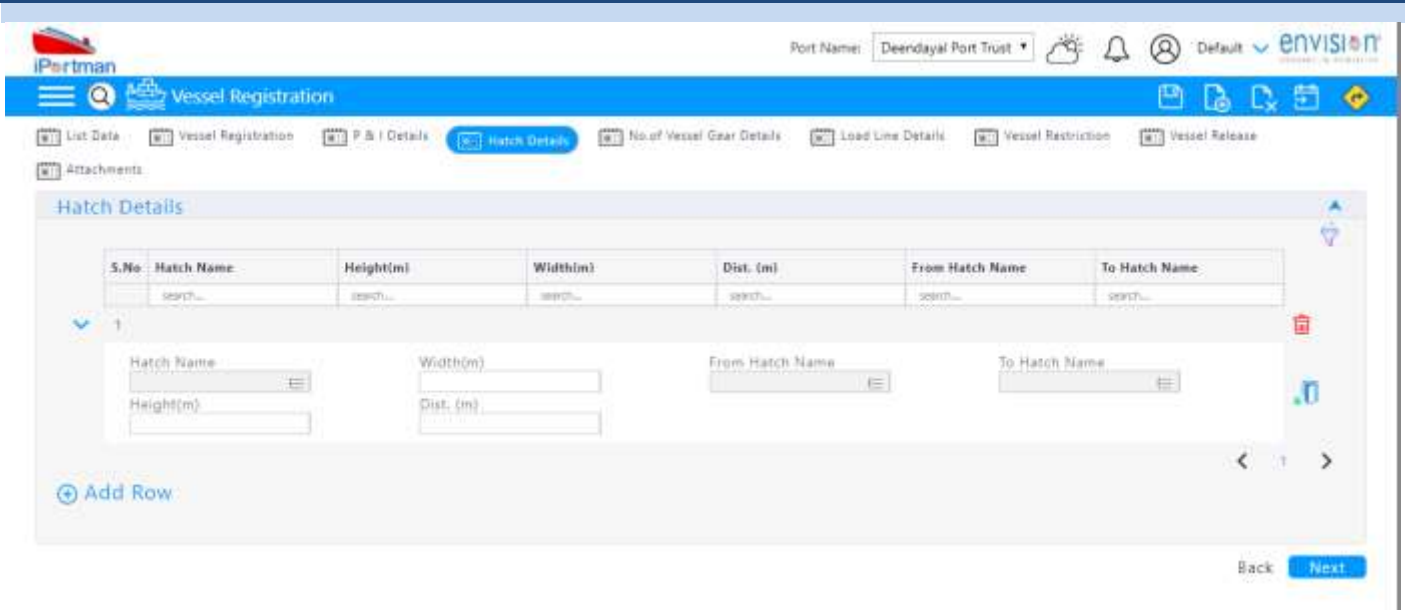 Port Name: Deendayal Port Trust Default envision
iPortman
Vessel Registration
List Data Vessel Registration P & I Details Hatch Details No.of Vessel Gear Details Load Line Details Vessel Restriction Vessel Release
Attachments
Hatch Details
S.No Hatch Name Height(m) Width(m) Dist. (m) From Hatch Name To Hatch Name
search... search... search... search... search... search...
1
Hatch Name Width(m) From Hatch Name To Hatch Name
Height(m) Dist. (m)
1
Add Row
Back Next